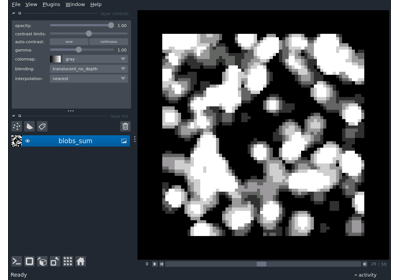 File View Plugins Window Help
opacity: 1.00
contrast limits:
auto-contrast: once continuous
gamma: 1.00
colormap: gray
blending: translucent_no_depth
interpolation: nearest
blobs_sum
Ready
activity